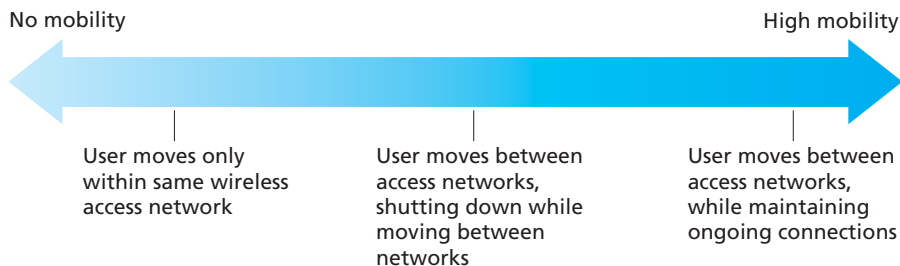 No mobility
High mobility
User moves only
within same wireless
access network
User moves between
access networks,
shutting down while
moving between
networks
User moves between
access networks,
while maintaining
ongoing connections